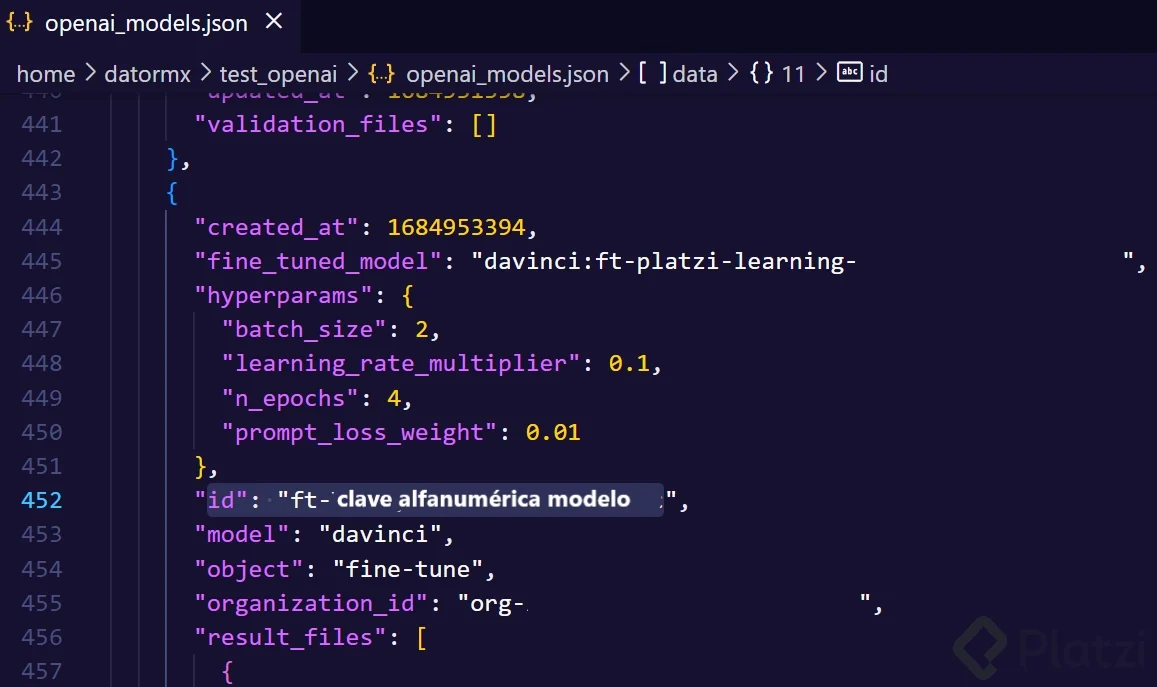 {..} openai_models.json ×
home > datormx > test_openai > {..} openai_models.json > [ ] data > {} 11 > abc id
441 "validation_files": []
442 },
443 {
444 "created_at": 1684953394,
445 "fine_tuned_model": "davinci:ft-platzi-learning- ",
446 "hyperparams": {
447 "batch_size": 2,
448 "learning_rate_multiplier": 0.1,
449 "n_epochs": 4,
450 "prompt_loss_weight": 0.01
451 },
452 "id": "ft- clave alfanumérica modelo ",
453 "model": "davinci",
454 "object": "fine-tune",
455 "organization_id": "org- ",
456 "result_files": [
457 {
Platzi